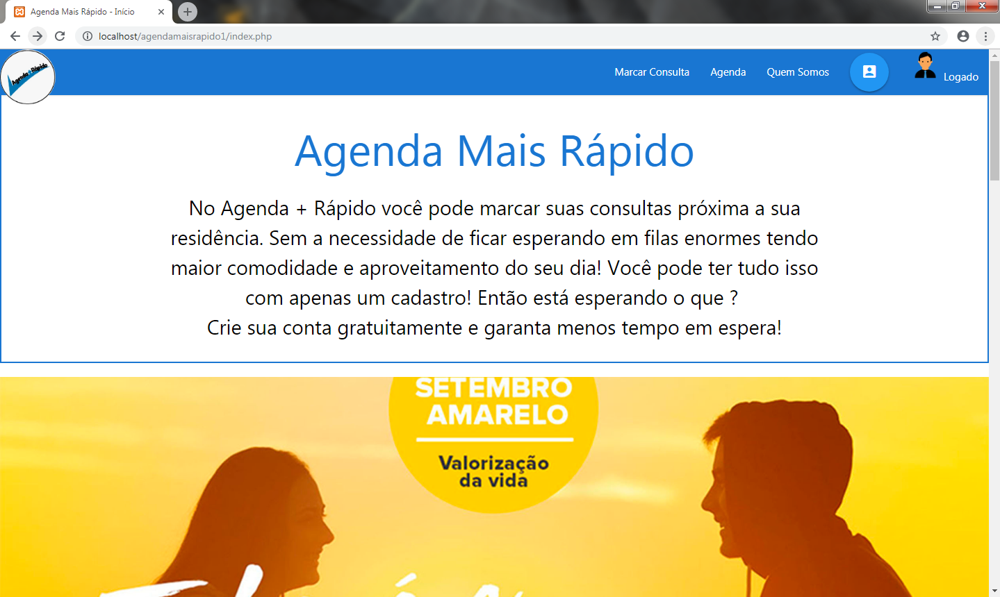 Agenda Mais Rápido - Início
localhost/agendamaisrapido1/index.php
Agenda + Rápido
Marcar Consulta
Agenda
Quem Somos
Logado
Agenda Mais Rápido
No Agenda + Rápido você pode marcar suas consultas próxima a sua
residência. Sem a necessidade de ficar esperando em filas enormes tendo
maior comodidade e aproveitamento do seu dia! Você pode ter tudo isso
com apenas um cadastro! Então está esperando o que ?
Crie sua conta gratuitamente e garanta menos tempo em espera!
SETEMBRO
AMARELO
Valorização
da vida